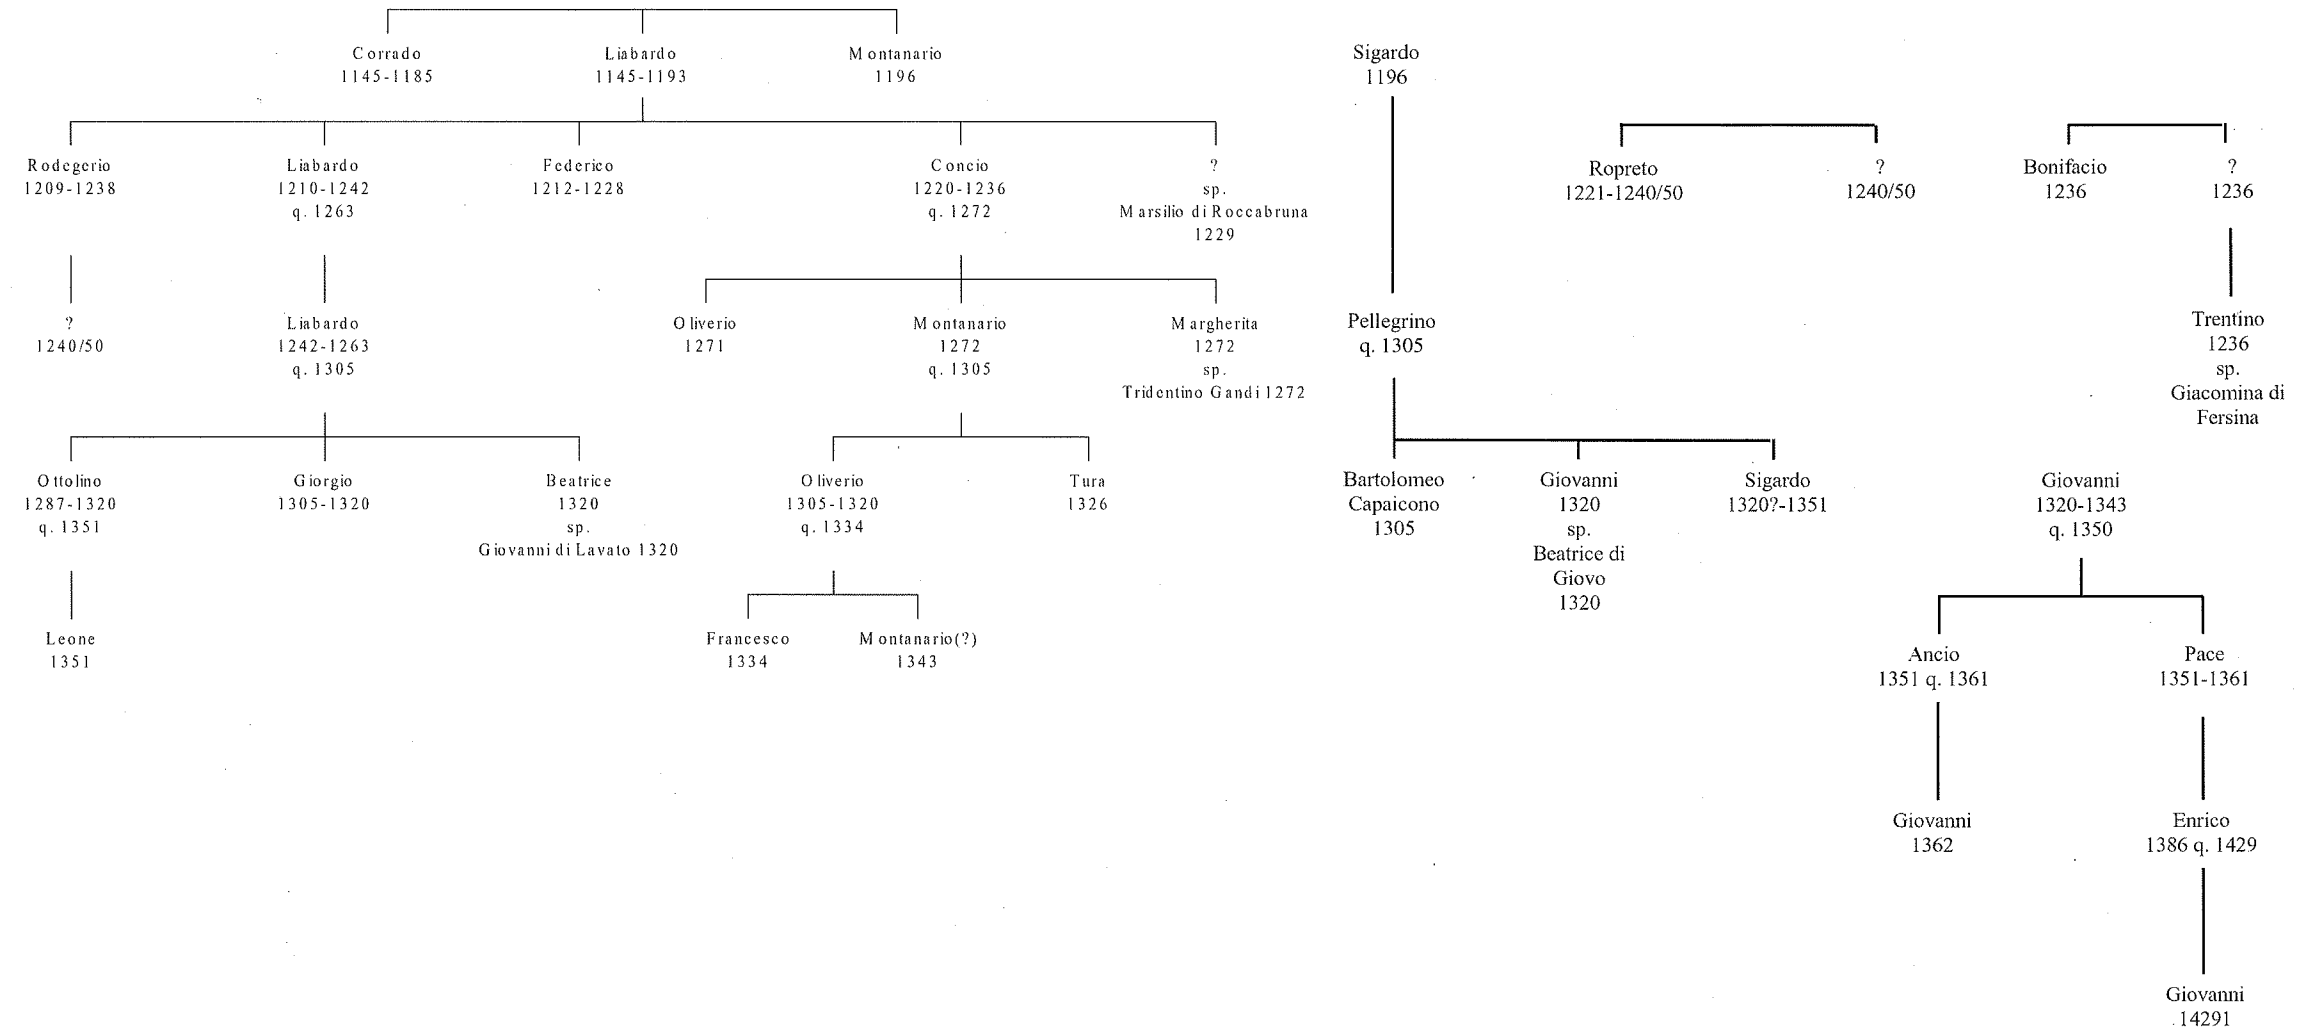 Corrado
1145-1185
Liabardo
1145-1193
Montanario
1196
Rodegerio
1209-1238
Liabardo
1210-1242
q. 1263
Federico
1212-1228
Concio
1220-1236
q. 1272
?
sp.
Marsilio di Roccabruna
1229
?
1240/50
Liabardo
1242-1263
q. 1305
Oliverio
1271
Montanario
1272
q. 1305
Margherita
1272
sp.
Tridentino Gandi 1272
Ottolino
1287-1320
q. 1351
Giorgio
1305-1320
Beatrice
1320
sp.
Giovanni di Lavato 1320
Oliverio
1305-1320
q. 1334
Tura
1326
Leone
1351
Francesco
1334
Montanario(?)
1343
Sigardo
1196
Ropreto
1221-1240/50
?
1240/50
Bonifacio
1236
?
1236
Pellegrino
q. 1305
Trentino
1236
sp.
Giacomina di
Fersina
Bartolomeo
Capaicono
1305
Giovanni
1320
sp.
Beatrice di
Giovo
1320
Sigardo
1320?-1351
Giovanni
1320-1343
q. 1350
Ancio
1351 q. 1361
Pace
1351-1361
Giovanni
1362
Enrico
1386 q. 1429
Giovanni
14291